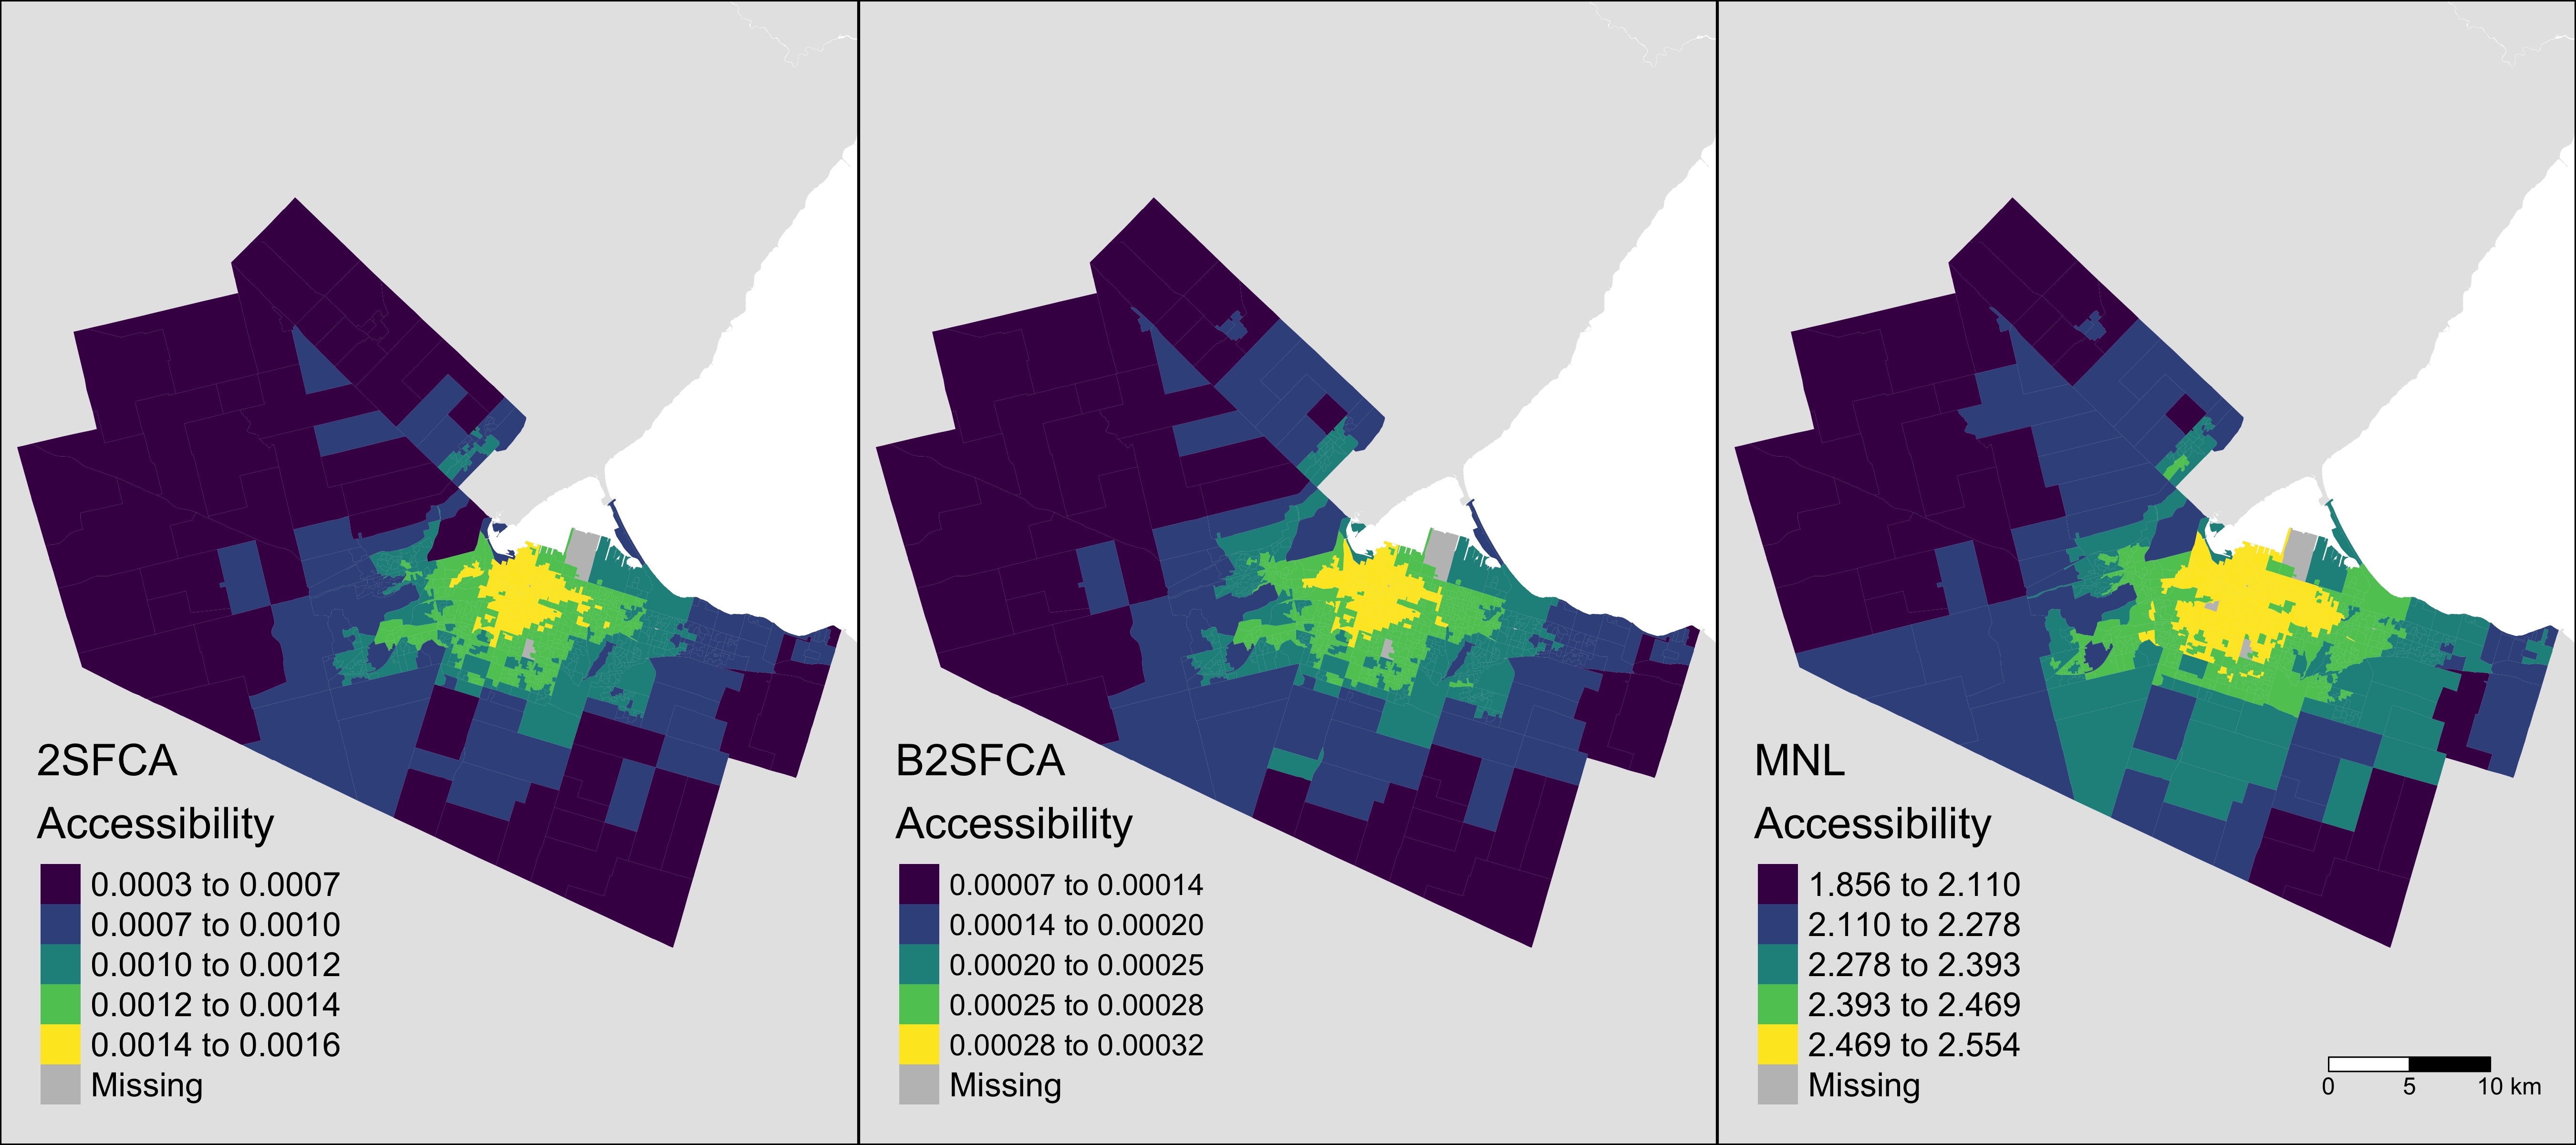 2SFCA
Accessibility
0.0003 to 0.0007
0.0007 to 0.0010
0.0010 to 0.0012
0.0012 to 0.0014
0.0014 to 0.0016
Missing
B2SFCA
Accessibility
0.00007 to 0.00014
0.00014 to 0.00020
0.00020 to 0.00025
0.00025 to 0.00028
0.00028 to 0.00032
Missing
MNL
Accessibility
1.856 to 2.110
2.110 to 2.278
2.278 to 2.393
2.393 to 2.469
2.469 to 2.554
Missing
0 5 10 km